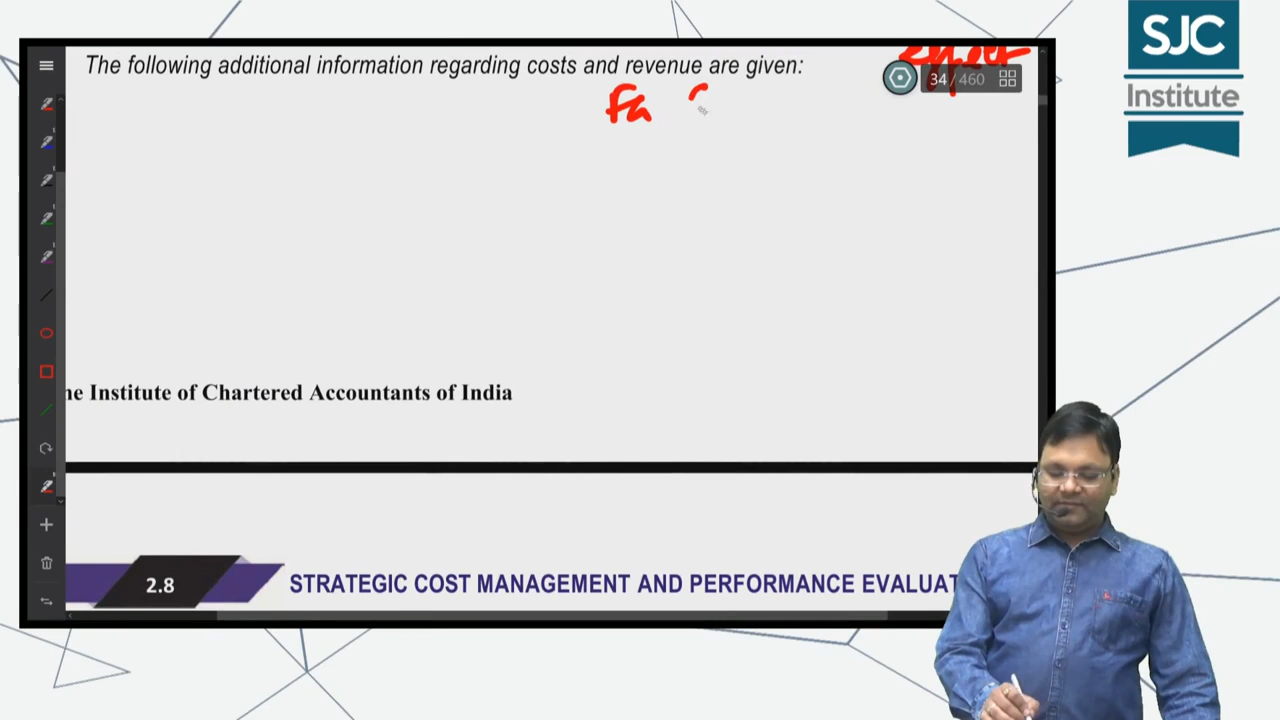 SJC
Institute
The following additional information regarding costs and revenue are given:
34 / 460
Fa
he Institute of Chartered Accountants of India
2.8
STRATEGIC COST MANAGEMENT AND PERFORMANCE EVALUAT